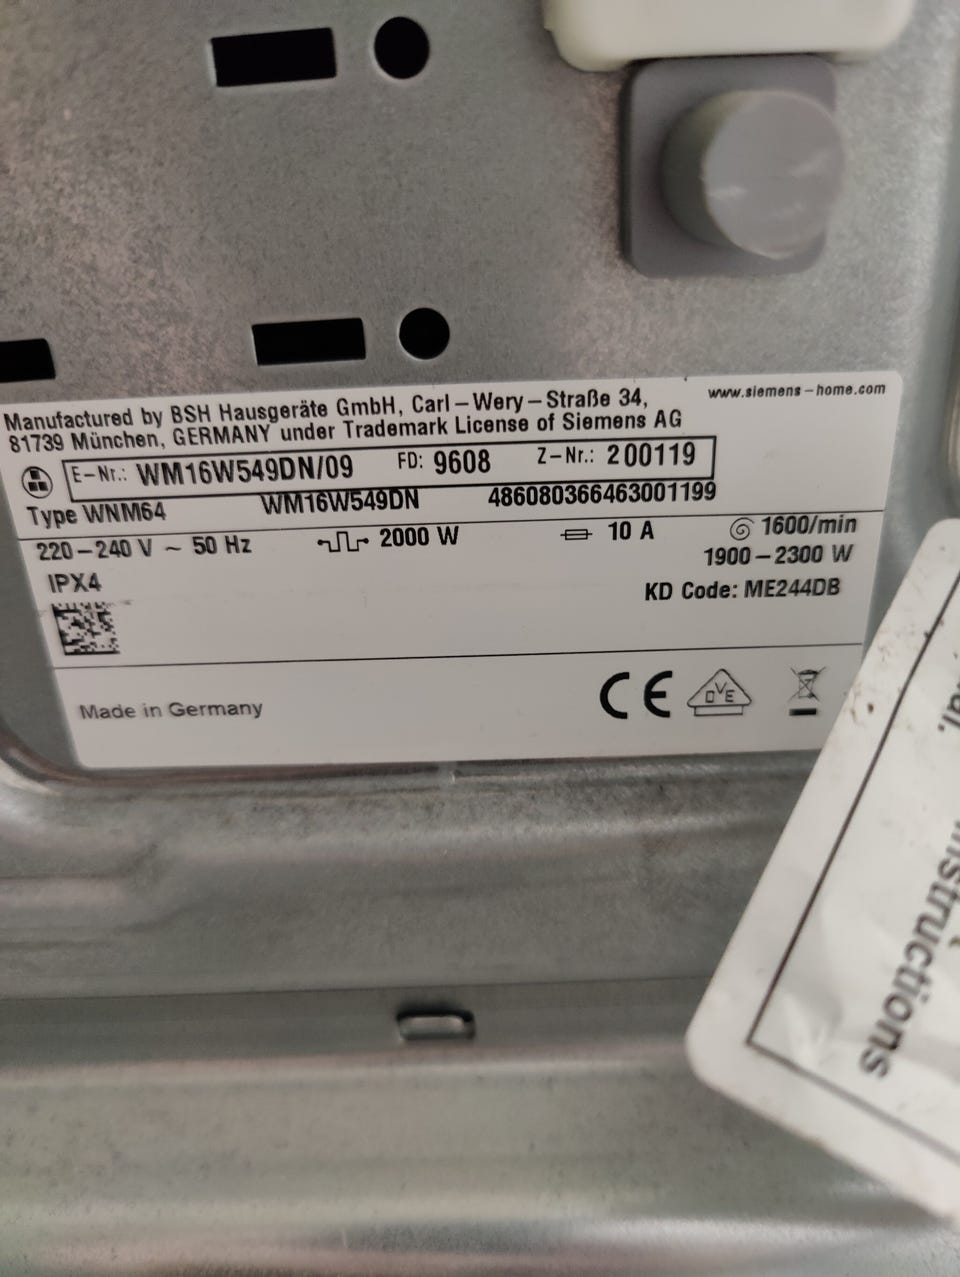 www.siemens-home.com
Manufactured by BSH Hausgeräte GmbH, Carl-Wery-Straße 34,
81739 München, GERMANY under Trademark License of Siemens AG
E-Nr.: WM16W549DN/09 FD: 9608 Z-Nr.: 200119
Type WNM64 WM16W549DN 486080366463001199
220-240 V ~ 50 Hz 2000 W 10 A 1600/min
1900-2300 W
IPX4
KD Code: ME244DB
Made in Germany
CE OVE
instructions